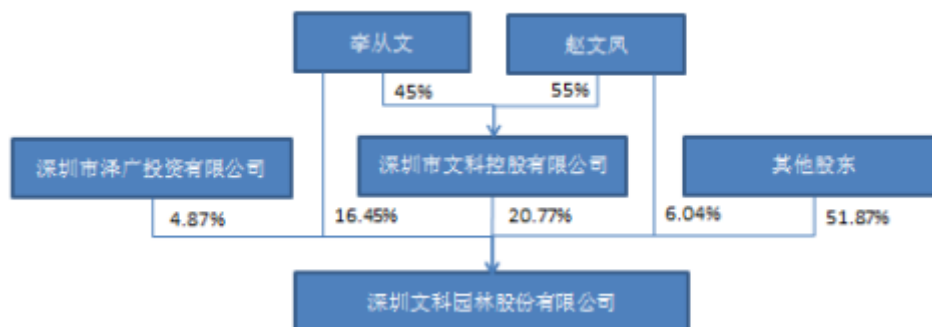 李从文
赵文凤
45%
55%
深圳市泽广投资有限公司
深圳市文科控股有限公司
其他股东
4.87%
16.45%
20.77%
6.04%
51.87%
深圳文科园林股份有限公司